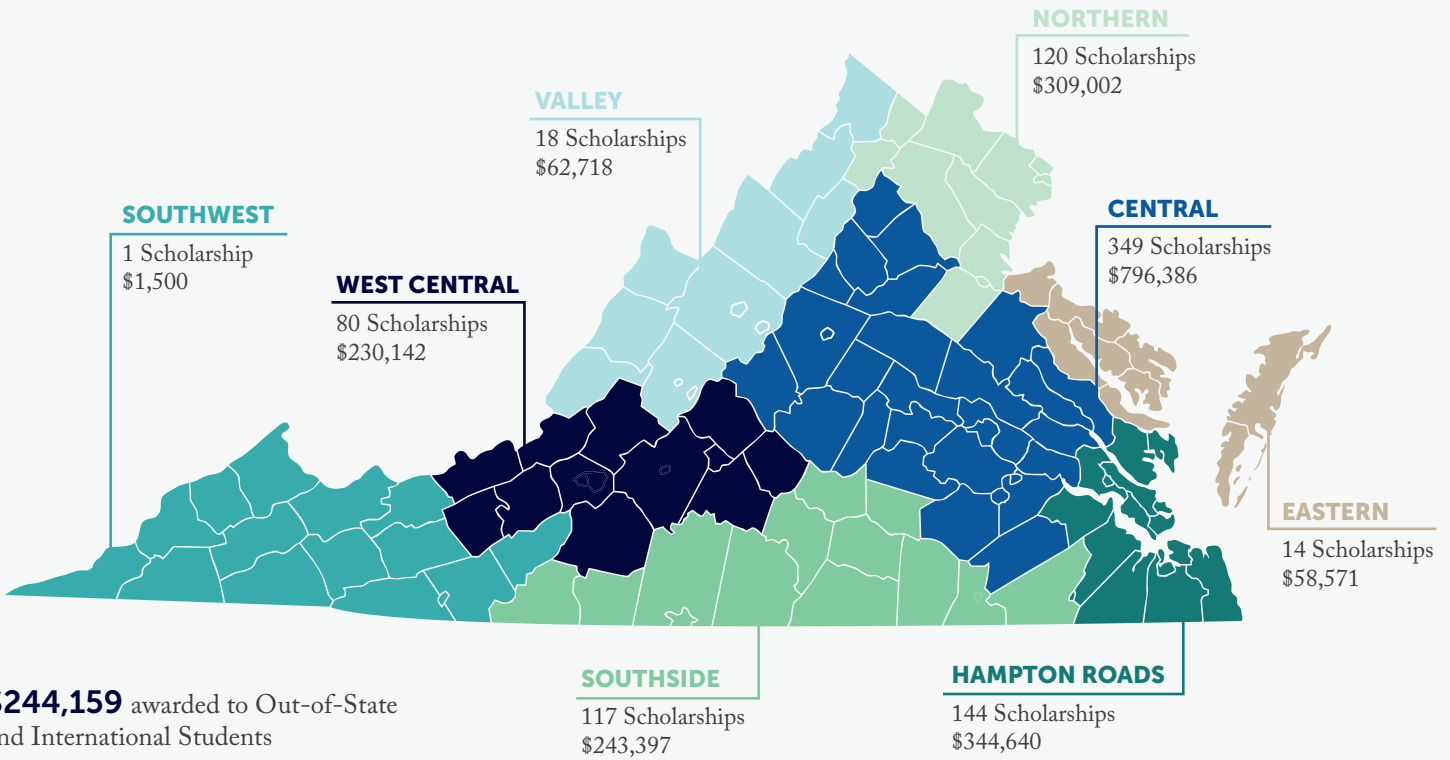 NORTHERN
120 Scholarships
$309,002
VALLEY
18 Scholarships
$62,718
SOUTHWEST
1 Scholarship
$1,500
WEST CENTRAL
80 Scholarships
$230,142
CENTRAL
349 Scholarships
$796,386
EASTERN
14 Scholarships
$58,571
SOUTHSIDE
117 Scholarships
$243,397
HAMPTON ROADS
144 Scholarships
$344,640
$244,159 awarded to Out-of-State
nd International Students